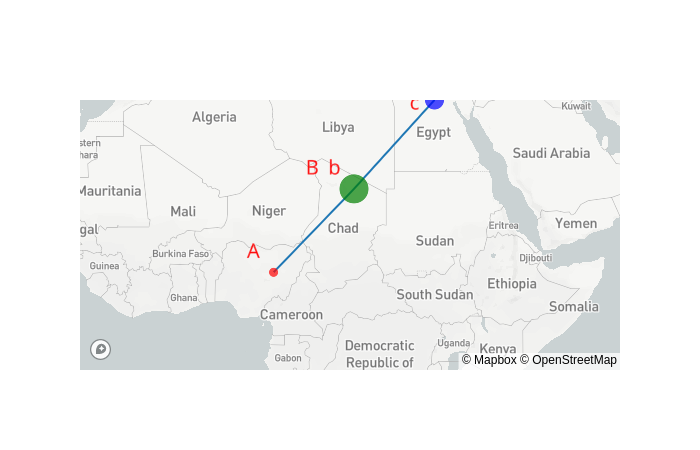 Kuwait
c
Algeria
Libya
Egypt
stern
hara
Saudi Arabia
B b
Mauritania
Mali
Niger
Chad
Yemen
gal
Eritrea
Sudan
A
Burkina Faso
Djibouti
Guinea
Ethiopia
Ghana
South Sudan
Somalia
Cameroon
Uganda
Kenya
Democratic
Republic of
Gabon
© Mapbox © OpenStreetMap